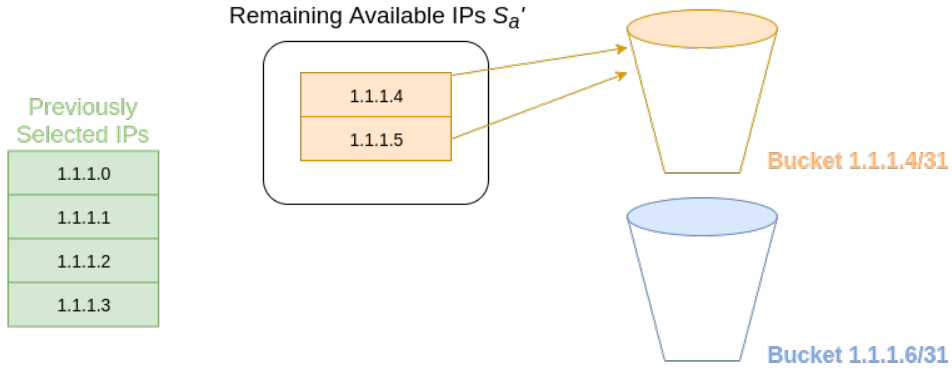 Remaining Available IPs Sa'
1.1.1.4
1.1.1.5
Previously
Selected IPs
1.1.1.0
1.1.1.1
1.1.1.2
1.1.1.3
Bucket 1.1.1.4/31
Bucket 1.1.1.6/31